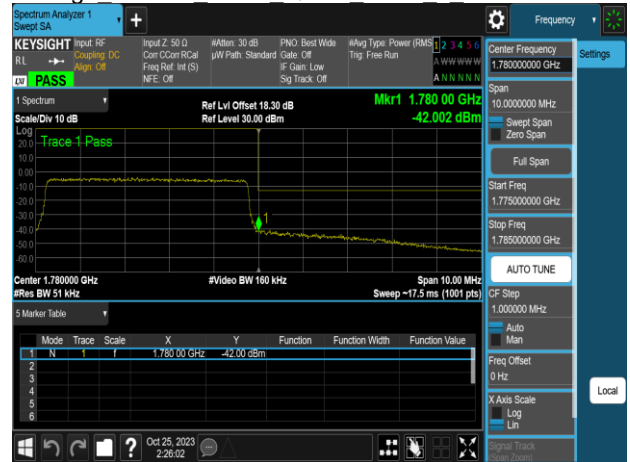 Spectrum Analyzer 1
Swept SA
Frequency
KEYSIGHT
RL
LXI
PASS
Input: RF
Coupling: DC
Align: Off
Input Z: 50 Ω
Corr CCorr RCal
Freq Ref: Int (S)
NFE: Off
#Atten: 30 dB
µW Path: Standard
PNO: Best Wide
Gate: Off
IF Gain: Low
Sig Track: Off
#Avg Type: Power (RMS
Trig: Free Run
1 2 3 4 5 6
A W W W W W
A N N N N N
Center Frequency
1.780000000 GHz
Settings
Span
10.0000000 MHz
Swept Span
Zero Span
Full Span
Start Freq
1.775000000 GHz
Stop Freq
1.785000000 GHz
AUTO TUNE
CF Step
1.000000 MHz
Auto
Man
Freq Offset
0 Hz
X Axis Scale
Log
Lin
Signal Track
(Span Zoom)
Local
1 Spectrum
Scale/Div 10 dB
Ref Lvl Offset 18.30 dB
Ref Level 30.00 dBm
Mkr1 1.780 00 GHz
-42.002 dBm
Log
Trace 1 Pass
20.0
10.0
0.00
-10.0
-20.0
-30.0
-40.0
-50.0
-60.0
1
Center 1.780000 GHz
#Res BW 51 kHz
#Video BW 160 kHz
Span 10.00 MHz
Sweep ~17.5 ms (1001 pts)
5 Marker Table
Mode Trace Scale X Y Function Function Width Function Value
1 N 1 f 1.780 00 GHz -42.00 dBm
2
3
4
5
6
?
Oct 25, 2023
2:26:02